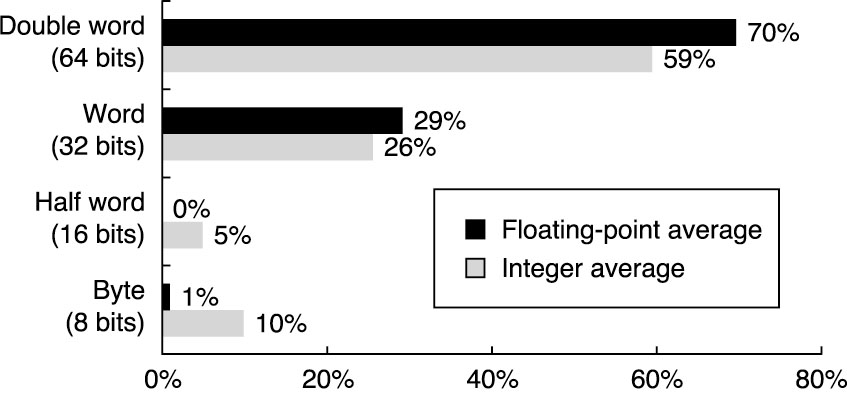 Double word
(64 bits)
70%
59%
Word
(32 bits)
29%
26%
Half word
(16 bits)
0%
5%
Byte
(8 bits)
1%
10%
Floating-point average
Integer average
0% 20% 40% 60% 80%